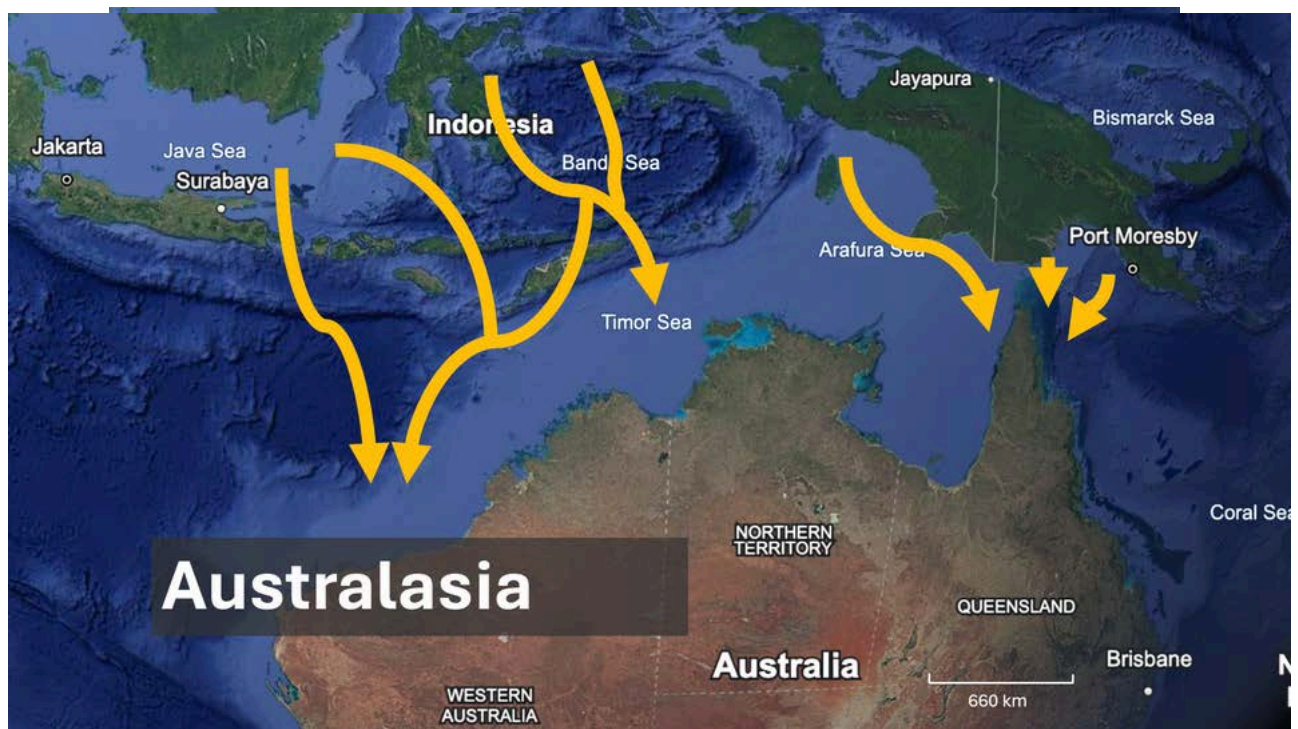 Jayapura
Bismarck Sea
Indonesia
Jakarta
Java Sea
Banda Sea
Surabaya
Port Moresby
Arafura Sea
Timor Sea
Coral Sea
NORTHERN
TERRITORY
Australasia
QUEENSLAND
Australia
Brisbane
660 km
WESTERN
AUSTRALIA